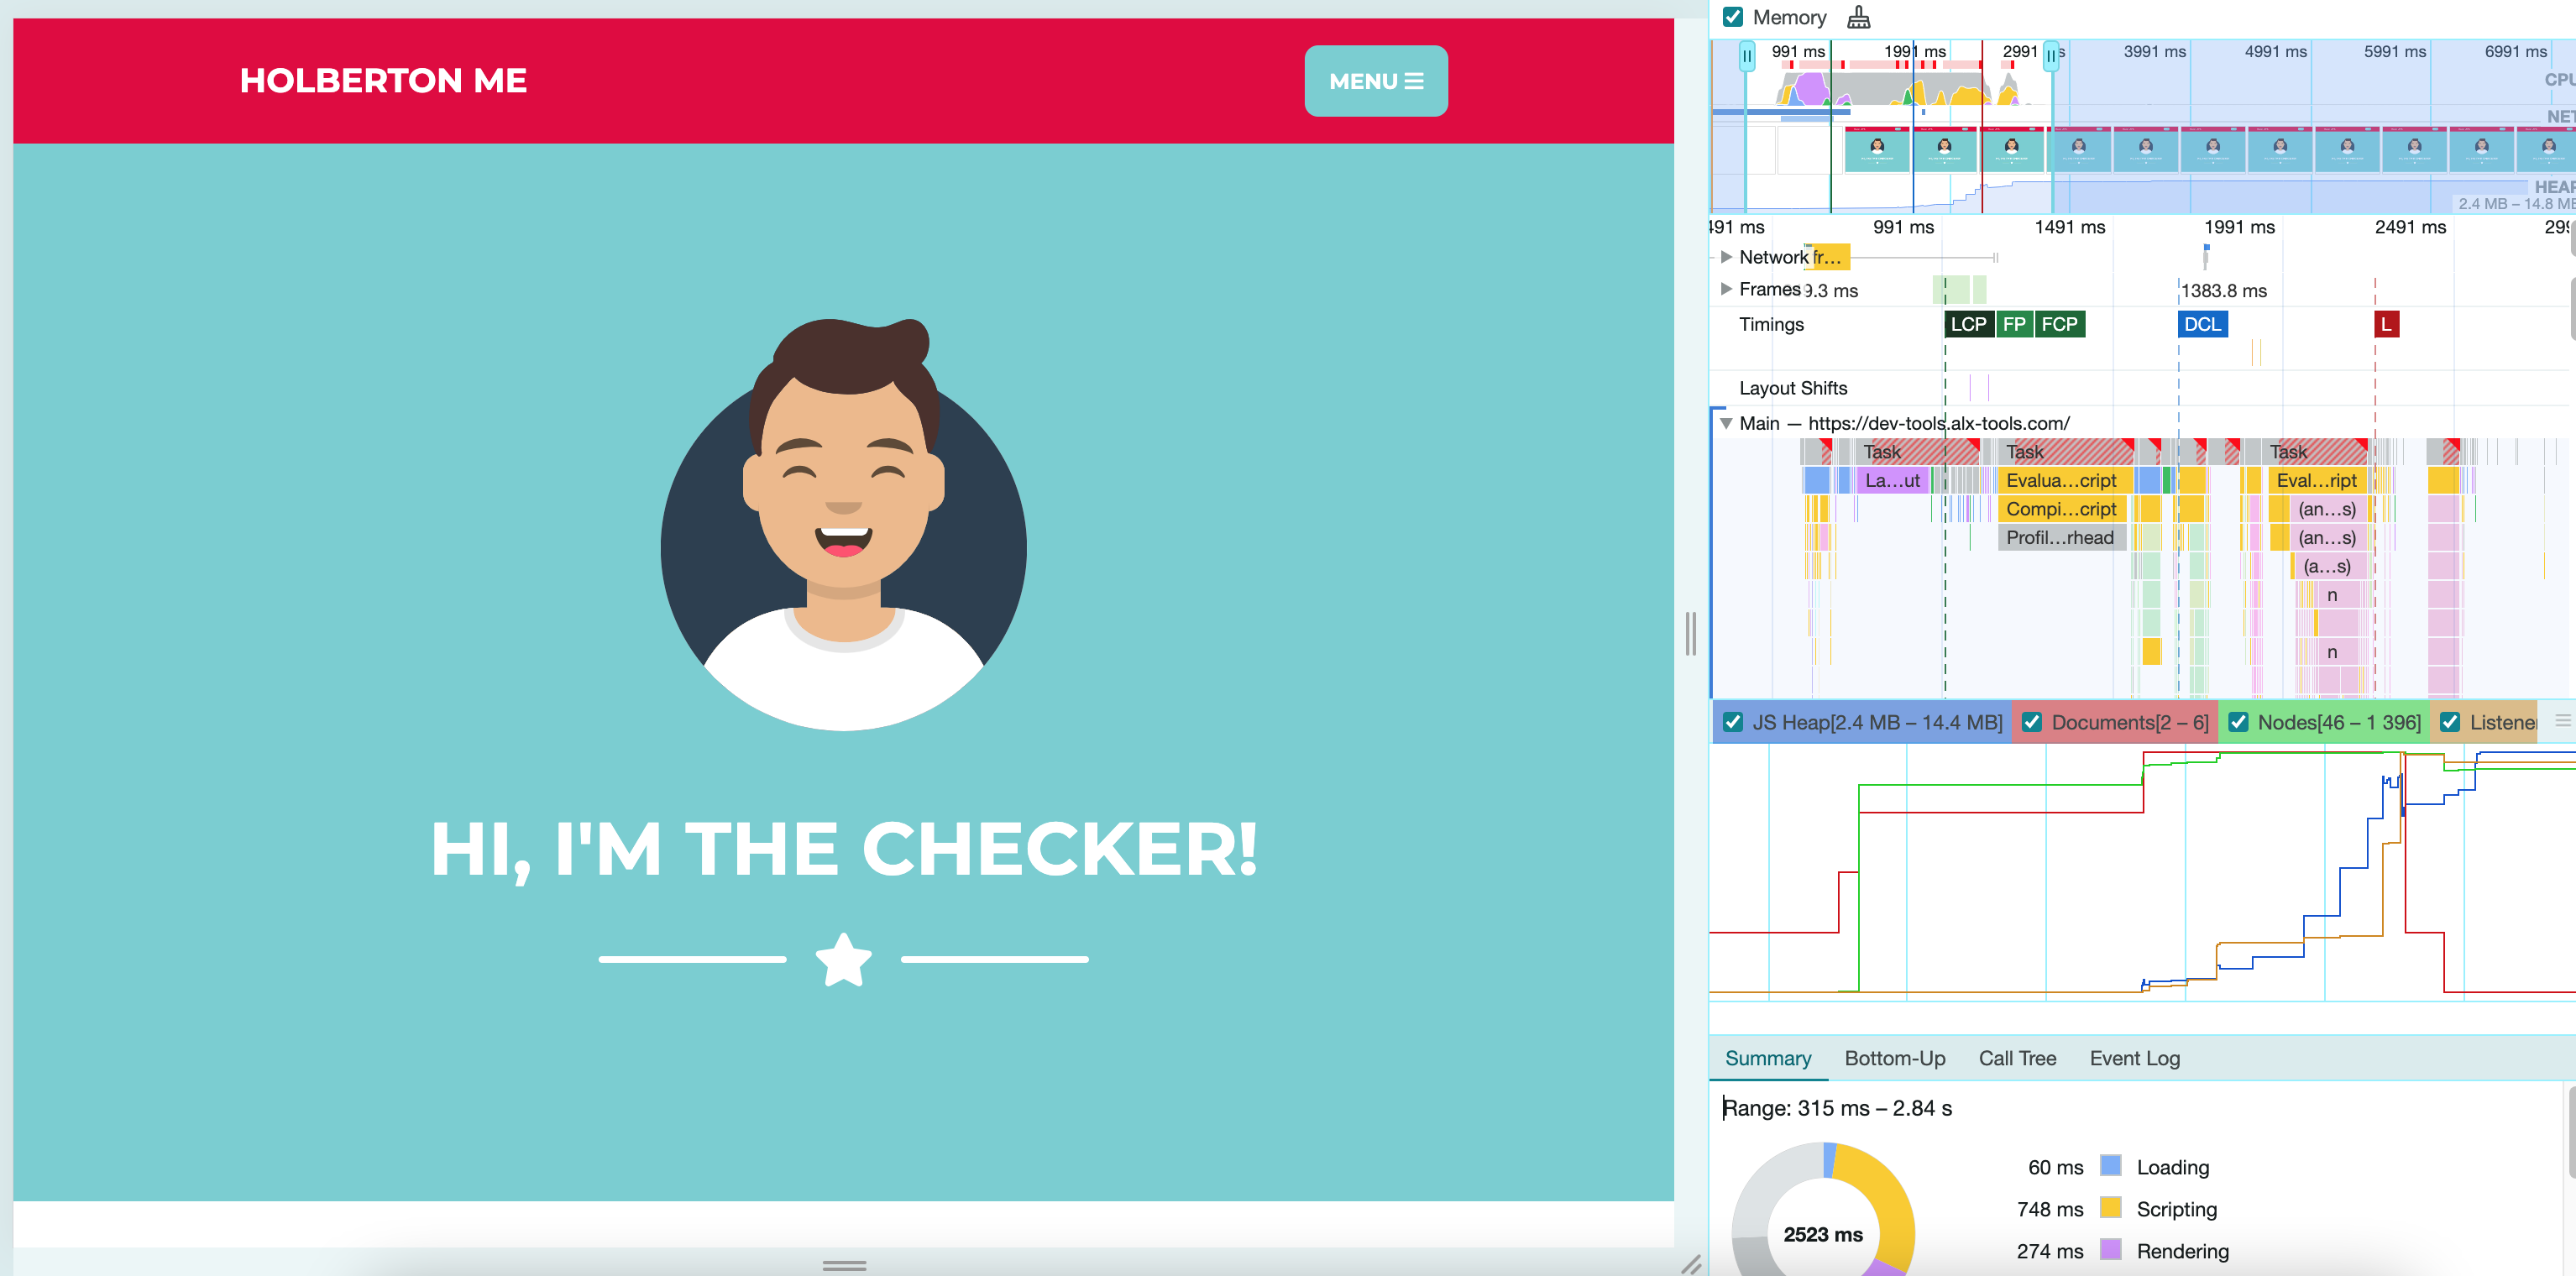 HOLBERTON ME
MENU
HI, I'M THE CHECKER!
Memory
991 ms 1991 ms 2991 s 3991 ms 4991 ms 5991 ms 6991 ms
CPU
NET
HEAP
2.4 MB – 14.8 MB
491 ms 991 ms 1491 ms 1991 ms 2491 ms 299
Network fr…
Frames 9.3 ms 1383.8 ms
Timings LCP FP FCP DCL L
Layout Shifts
Main — https://dev-tools.alx-tools.com/
Task Task Task
La…ut Evalua…cript Eval…ript
Compi…cript (an…s)
Profil…rhead (an…s)
(a…s)
n
n
JS Heap[2.4 MB – 14.4 MB] Documents[2 – 6] Nodes[46 – 1 396] Listener
Summary Bottom-Up Call Tree Event Log
Range: 315 ms – 2.84 s
2523 ms
60 ms Loading
748 ms Scripting
274 ms Rendering